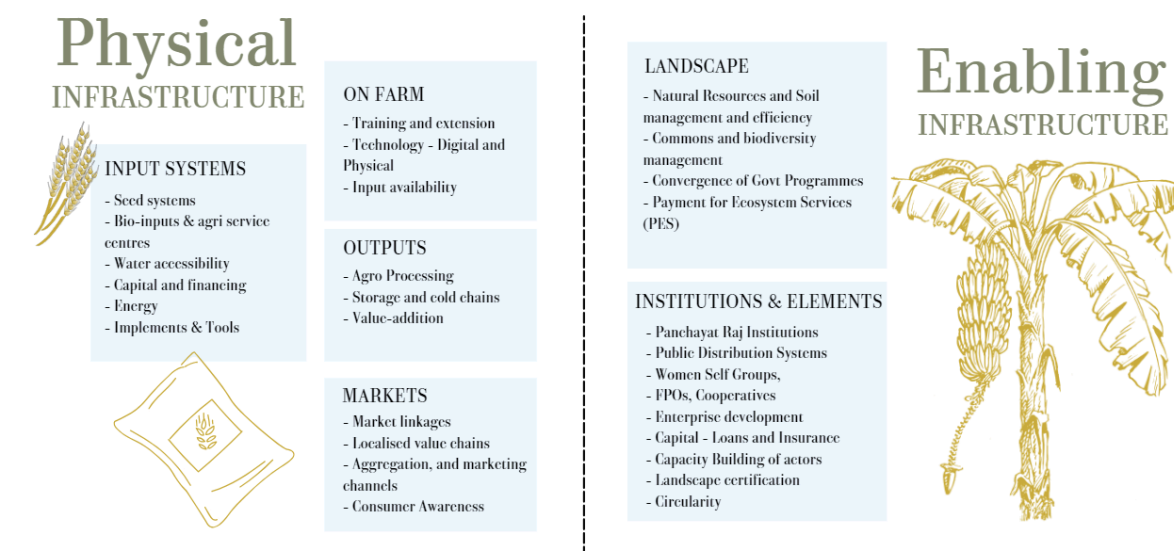 Physical
INFRASTRUCTURE
INPUT SYSTEMS
- Seed systems
- Bio-inputs & agri service
centres
- Water accessibility
- Capital and financing
- Energy
- Implements & Tools
ON FARM
- Training and extension
- Technology - Digital and
Physical
- Input availability
OUTPUTS
- Agro Processing
- Storage and cold chains
- Value-addition
MARKETS
- Market linkages
- Localised value chains
- Aggregation, and marketing
channels
- Consumer Awareness
Enabling
INFRASTRUCTURE
LANDSCAPE
- Natural Resources and Soil
management and efficiency
- Commons and biodiversity
management
- Convergence of Govt Programmes
- Payment for Ecosystem Services
(PES)
INSTITUTIONS & ELEMENTS
- Panchayat Raj Institutions
- Public Distribution Systems
- Women Self Groups,
- FPOs, Cooperatives
- Enterprise development
- Capital - Loans and Insurance
- Capacity Building of actors
- Landscape certification
- Circularity